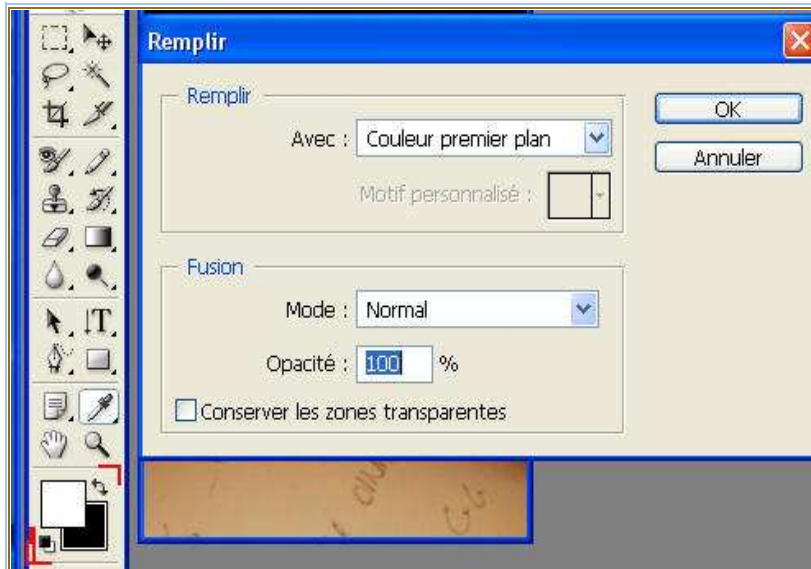 Remplir
Remplir
Avec : Couleur premier plan
Motif personnalisé :
OK
Annuler
Fusion
Mode : Normal
Opacité : 100 %
Conserver les zones transparentes